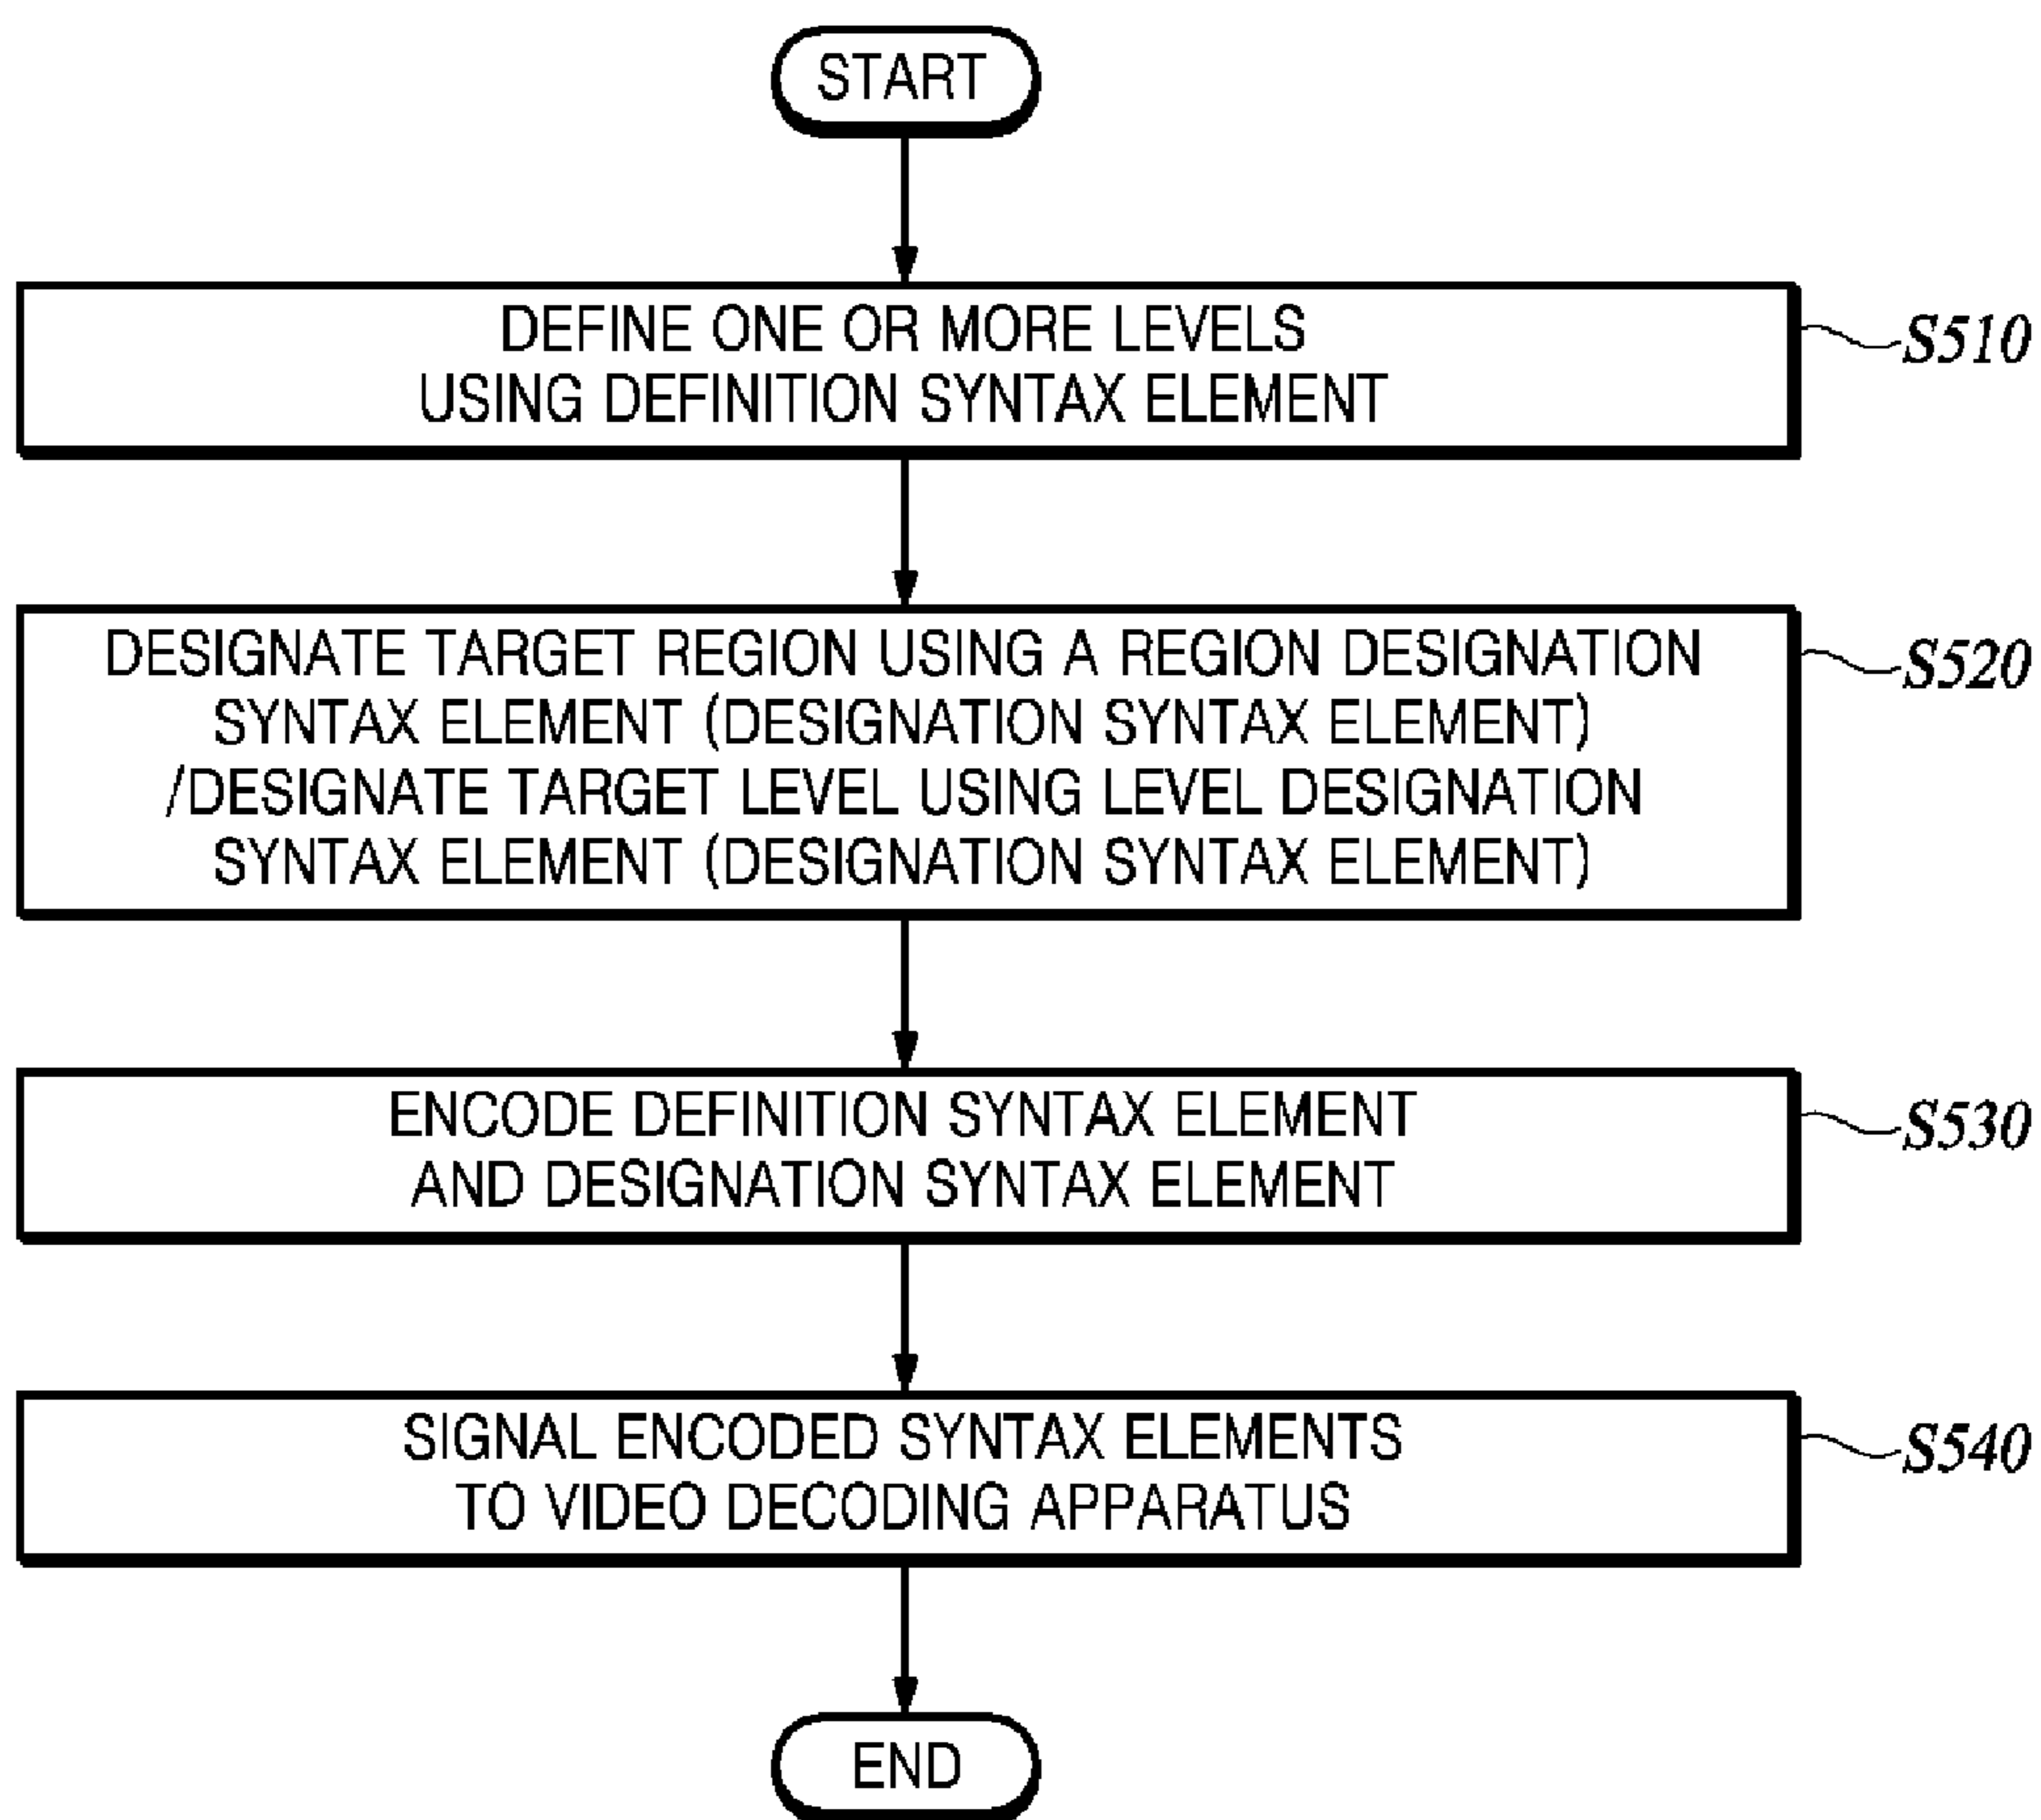 START
DEFINE ONE OR MORE LEVELS
USING DEFINITION SYNTAX ELEMENT
S510
DESIGNATE TARGET REGION USING A REGION DESIGNATION
SYNTAX ELEMENT (DESIGNATION SYNTAX ELEMENT)
/DESIGNATE TARGET LEVEL USING LEVEL DESIGNATION
SYNTAX ELEMENT (DESIGNATION SYNTAX ELEMENT)
S520
ENCODE DEFINITION SYNTAX ELEMENT
AND DESIGNATION SYNTAX ELEMENT
S530
SIGNAL ENCODED SYNTAX ELEMENTS
TO VIDEO DECODING APPARATUS
S540
END